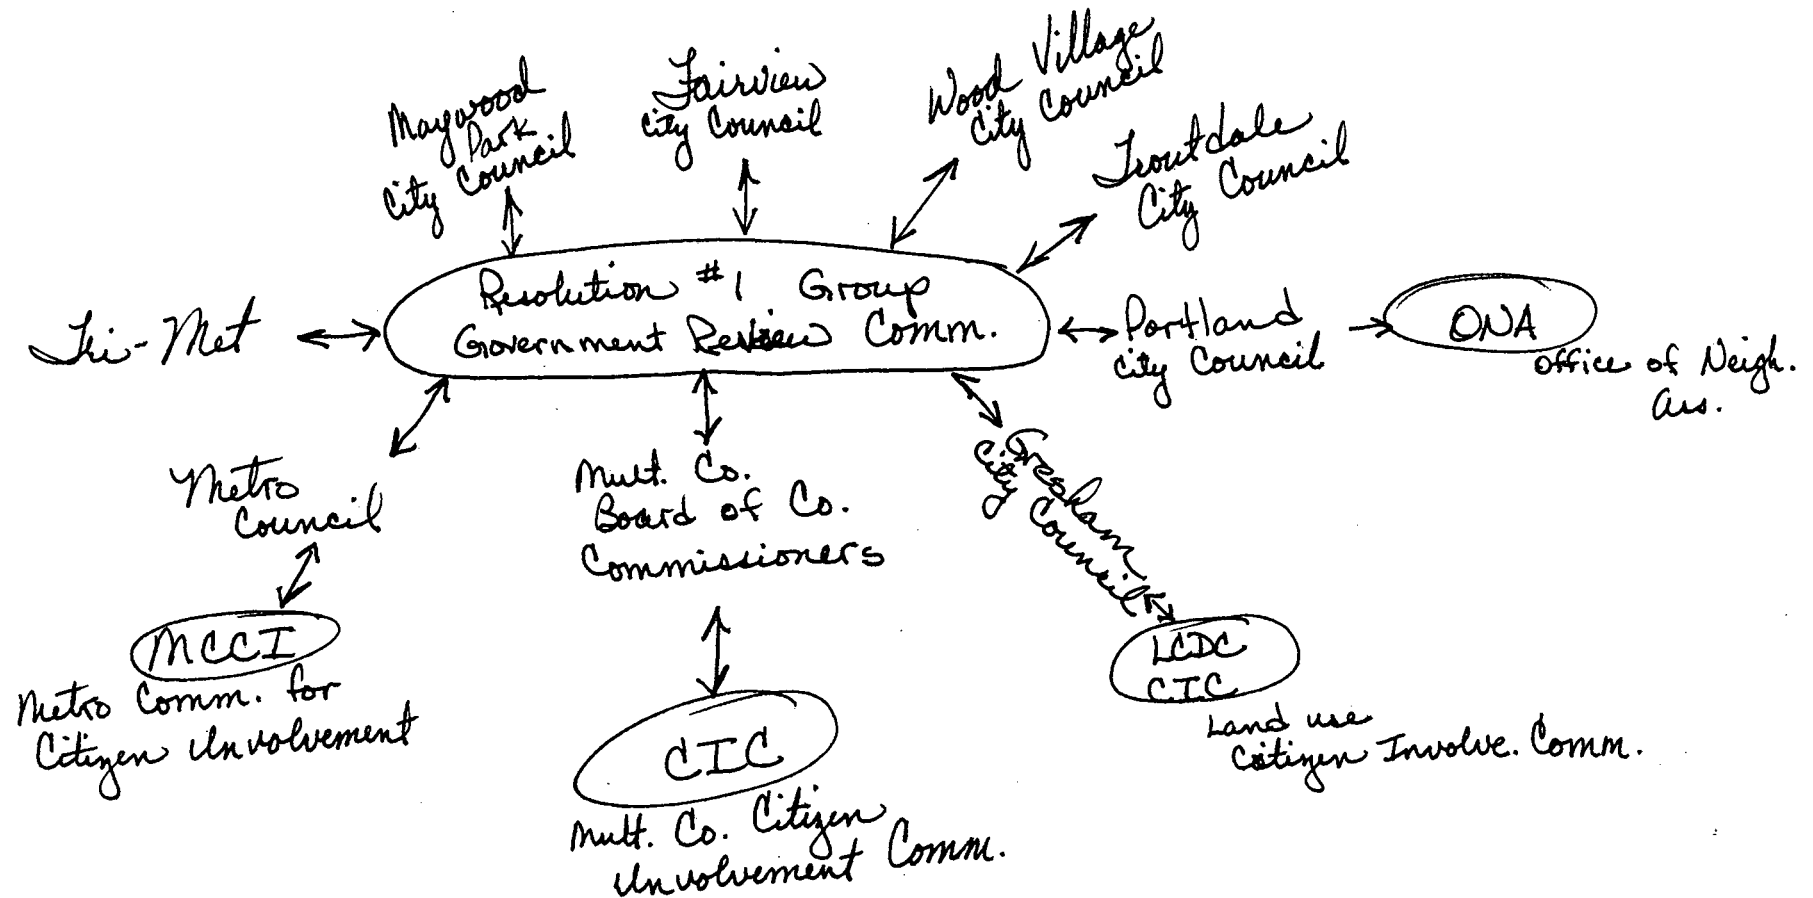 Maywood
Park
City Council
Fairview
City Council
Wood Village
City Council
Troutdale
City Council
Resolution #1 Group
Government Review Comm.
Tri-Met
Portland
City Council
ONA
Office of Neigh.
Ass.
Metro
Council
Mult. Co.
Board of Co.
Commissioners
Gresham
City Council
MCCI
Metro Comm. for
Citizen Involvement
CIC
Mult. Co. Citizen
Involvement Comm.
LCDC
CIC
Land use
Citizen Involve. Comm.